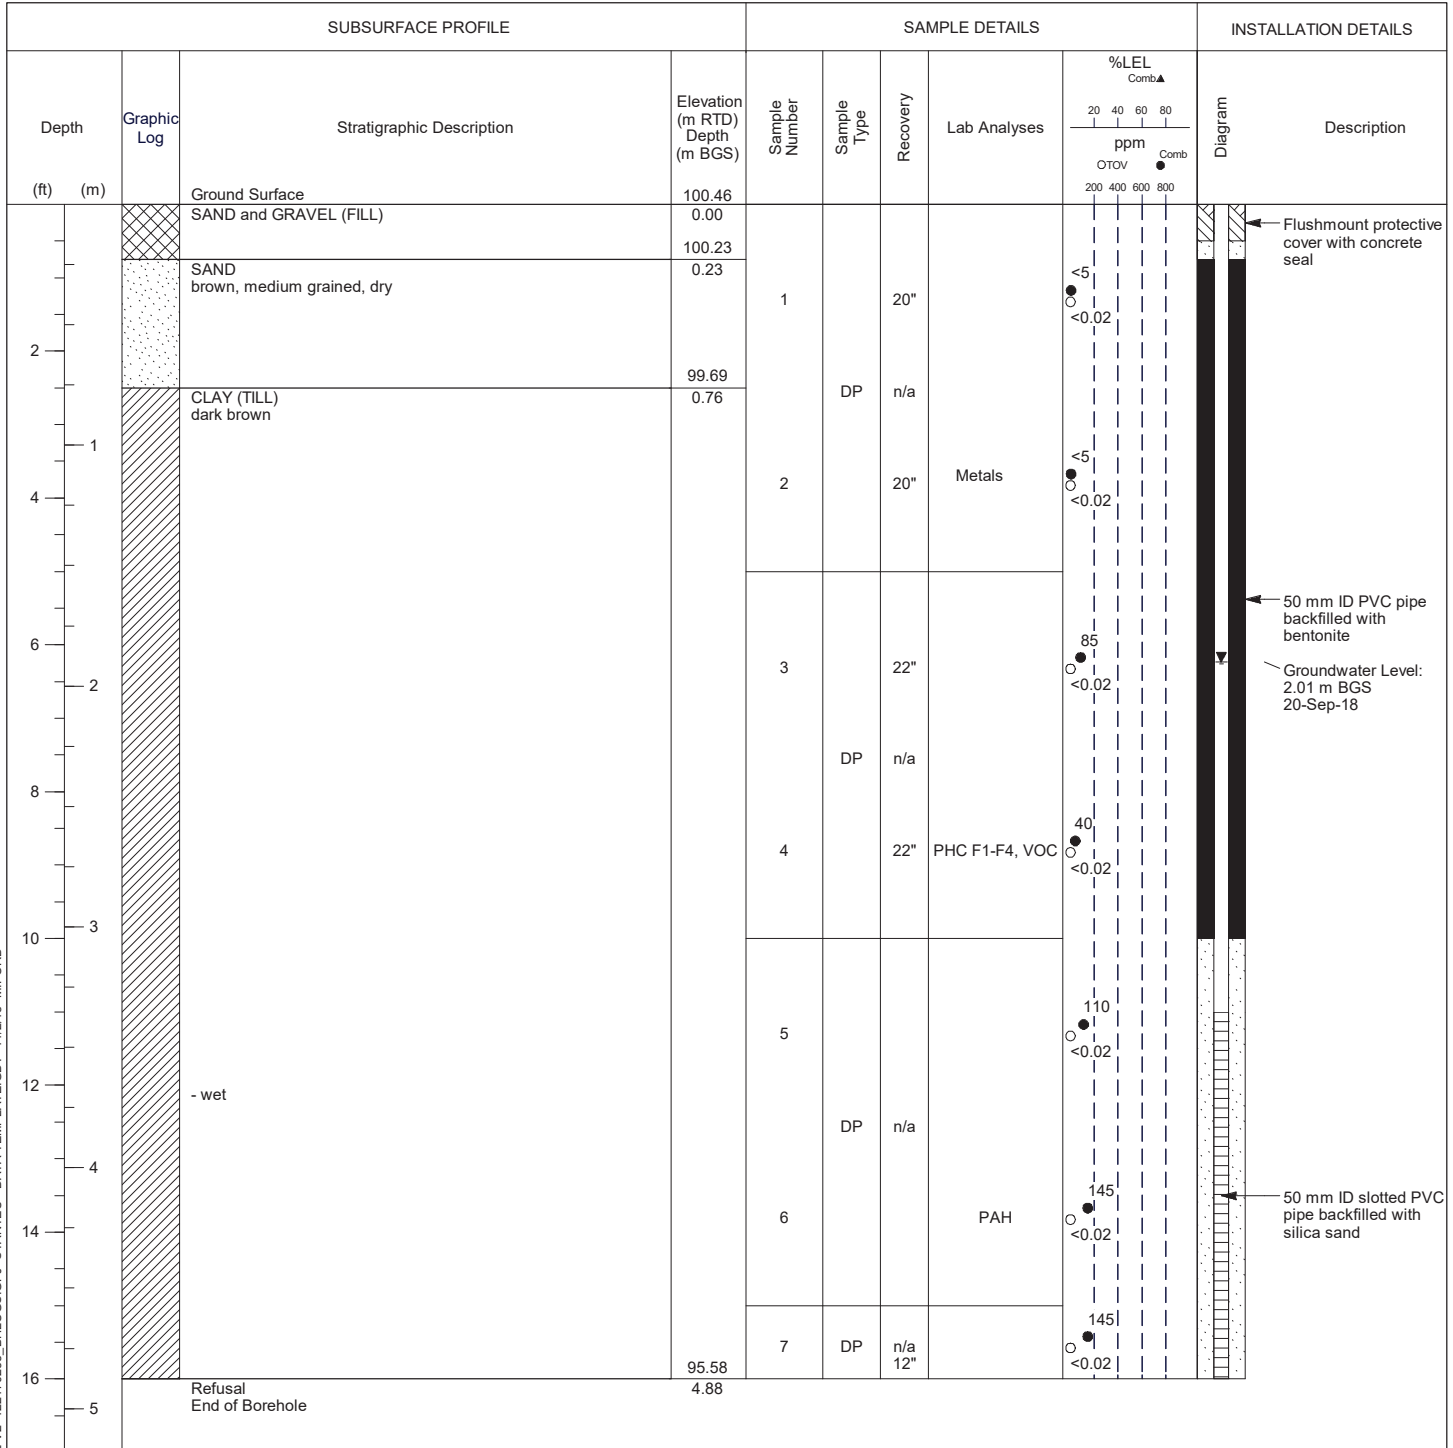 SUBSURFACE PROFILE
SAMPLE DETAILS
INSTALLATION DETAILS
Depth
(ft) (m)
Graphic
Log
Stratigraphic Description
Elevation
(m RTD)
Depth
(m BGS)
Sample
Number
Sample
Type
Recovery
Lab Analyses
%LEL
Comb▲
20 40 60 80
ppm
OTOV ● Comb
200 400 600 800
Diagram
Description
Ground Surface 100.46
SAND and GRAVEL (FILL) 0.00
100.23
SAND 0.23
brown, medium grained, dry
99.69
CLAY (TILL) 0.76
dark brown
- wet
95.58
Refusal 4.88
End of Borehole
2
1
4
6
2
8
3
10
12
4
14
16
5
1 20" <5
<0.02
DP n/a
2 20" Metals <5
<0.02
3 22" 85
<0.02
DP n/a
4 22" PHC F1-F4, VOC 40
<0.02
5 110
<0.02
DP n/a
6 PAH 145
<0.02
7 DP n/a 145
12" <0.02
Flushmount protective
cover with concrete
seal
50 mm ID PVC pipe
backfilled with
bentonite
Groundwater Level:
2.01 m BGS
20-Sep-18
50 mm ID slotted PVC
pipe backfilled with
silica sand